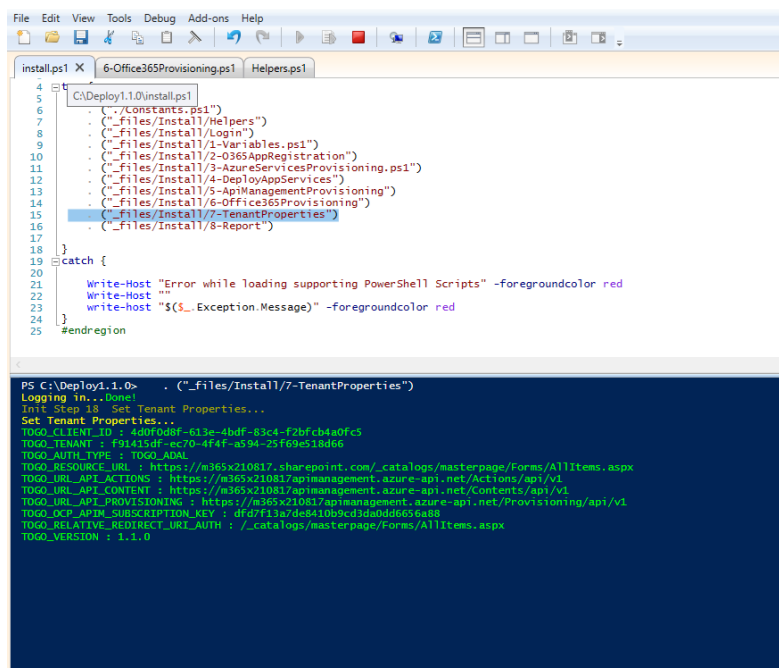 File Edit View Tools Debug Add-ons Help
install.ps1 X 6-Office365Provisioning.ps1 Helpers.ps1
4
C:\Deploy1.1.0\install.ps1
5
6 . ("./Constants.ps1")
7 . ("_files/Install/Helpers")
8 . ("_files/Install/Login")
9 . ("_files/Install/1-Variables.ps1")
10 . ("_files/Install/2-O365AppRegistration")
11 . ("_files/Install/3-AzureServicesProvisioning.ps1")
12 . ("_files/Install/4-DeployAppServices")
13 . ("_files/Install/5-ApiManagementProvisioning")
14 . ("_files/Install/6-Office365Provisioning")
15 . ("_files/Install/7-TenantProperties")
16 . ("_files/Install/8-Report")
17
18 }
19 catch {
20
21 Write-Host "Error while loading supporting PowerShell Scripts" -foregroundcolor red
22 Write-Host ""
23 write-host "$($_.Exception.Message)" -foregroundcolor red
24 }
25 #endregion
PS C:\Deploy1.1.0> . ("_files/Install/7-TenantProperties")
Logging in...Done!
Init Step 18 Set Tenant Properties...
Set Tenant Properties...
TOGO_CLIENT_ID : 4d0f0d8f-613e-4bdf-83c4-f2bfcb4a0fc5
TOGO_TENANT : f91415df-ec70-4f4f-a594-25f69e518d66
TOGO_AUTH_TYPE : TOGO_ADAL
TOGO_RESOURCE_URL : https://m365x210817.sharepoint.com/_catalogs/masterpage/Forms/AllItems.aspx
TOGO_URL_API_ACTIONS : https://m365x210817apimanagement.azure-api.net/Actions/api/v1
TOGO_URL_API_CONTENT : https://m365x210817apimanagement.azure-api.net/Contents/api/v1
TOGO_URL_API_PROVISIONING : https://m365x210817apimanagement.azure-api.net/Provisioning/api/v1
TOGO_OCP_APIM_SUBSCRIPTION_KEY : dfd7f13a7de8410b9cd3da0dd6656a88
TOGO_RELATIVE_REDIRECT_URI_AUTH : /_catalogs/masterpage/Forms/AllItems.aspx
TOGO_VERSION : 1.1.0